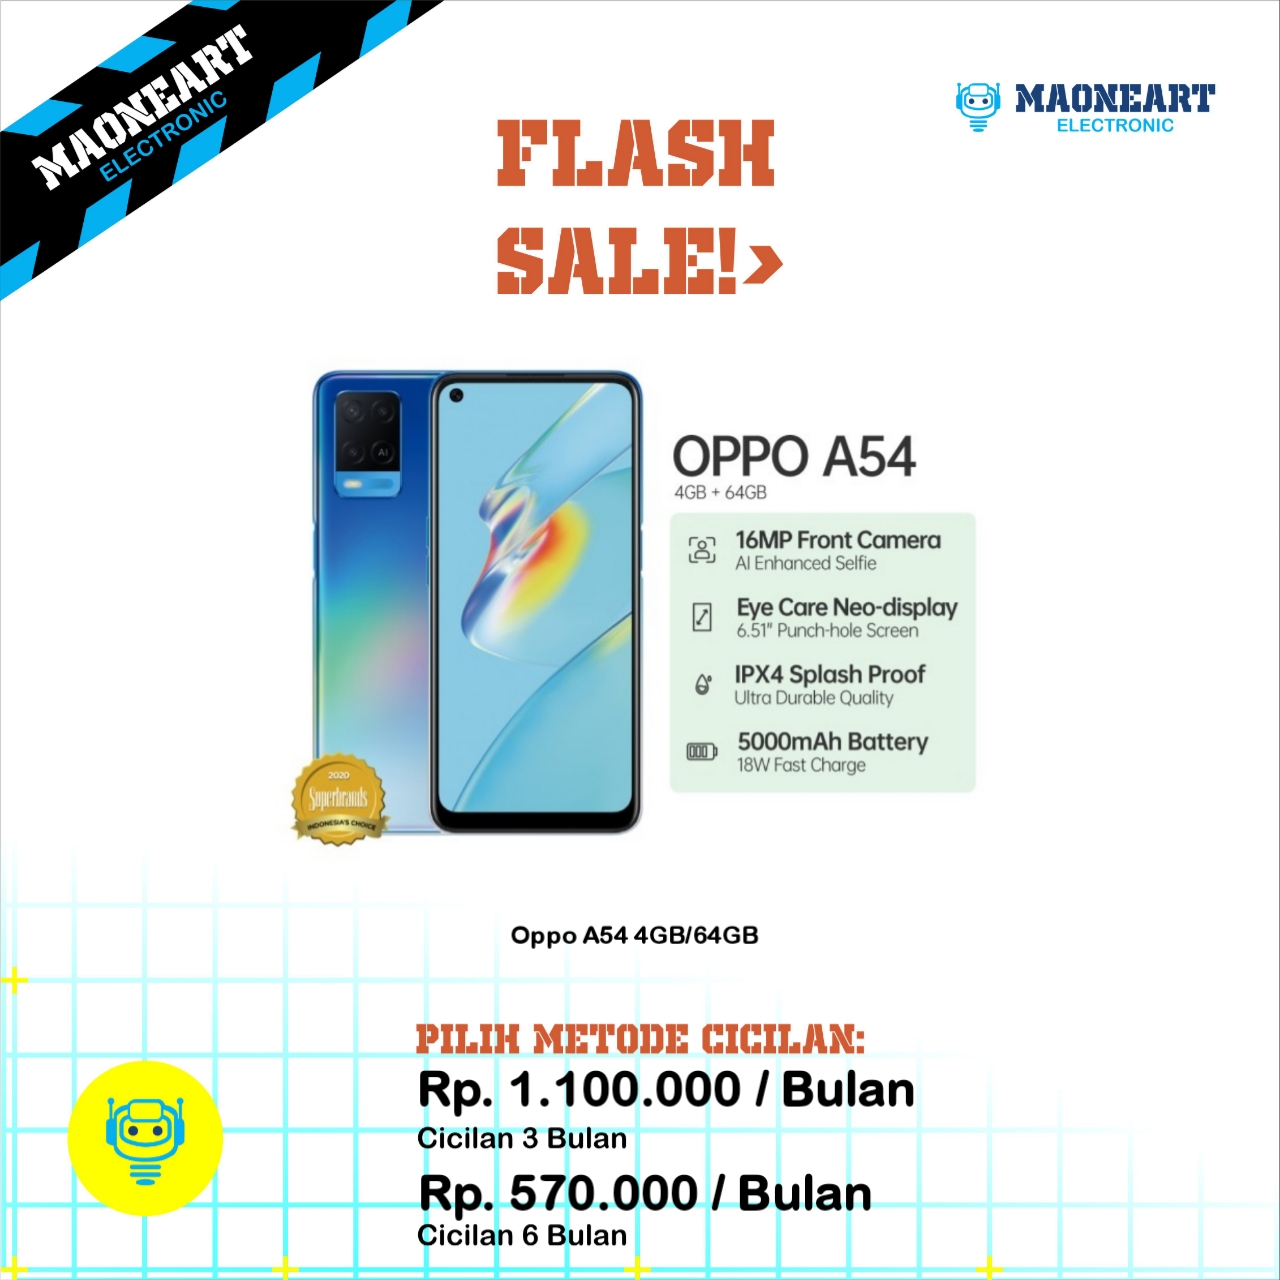 MAONEART
ELECTRONIC
MAONEART
ELECTRONIC
FLASH
SALE!>
AI
OPPO A54
4GB + 64GB
16MP Front Camera
AI Enhanced Selfie
Eye Care Neo-display
6.51" Punch-hole Screen
IPX4 Splash Proof
Ultra Durable Quality
5000mAh Battery
18W Fast Charge
2020
Superbrands
INDONESIA'S CHOICE
Oppo A54 4GB/64GB
PILIH METODE CICILAN:
Rp. 1.100.000 / Bulan
Cicilan 3 Bulan
Rp. 570.000 / Bulan
Cicilan 6 Bulan